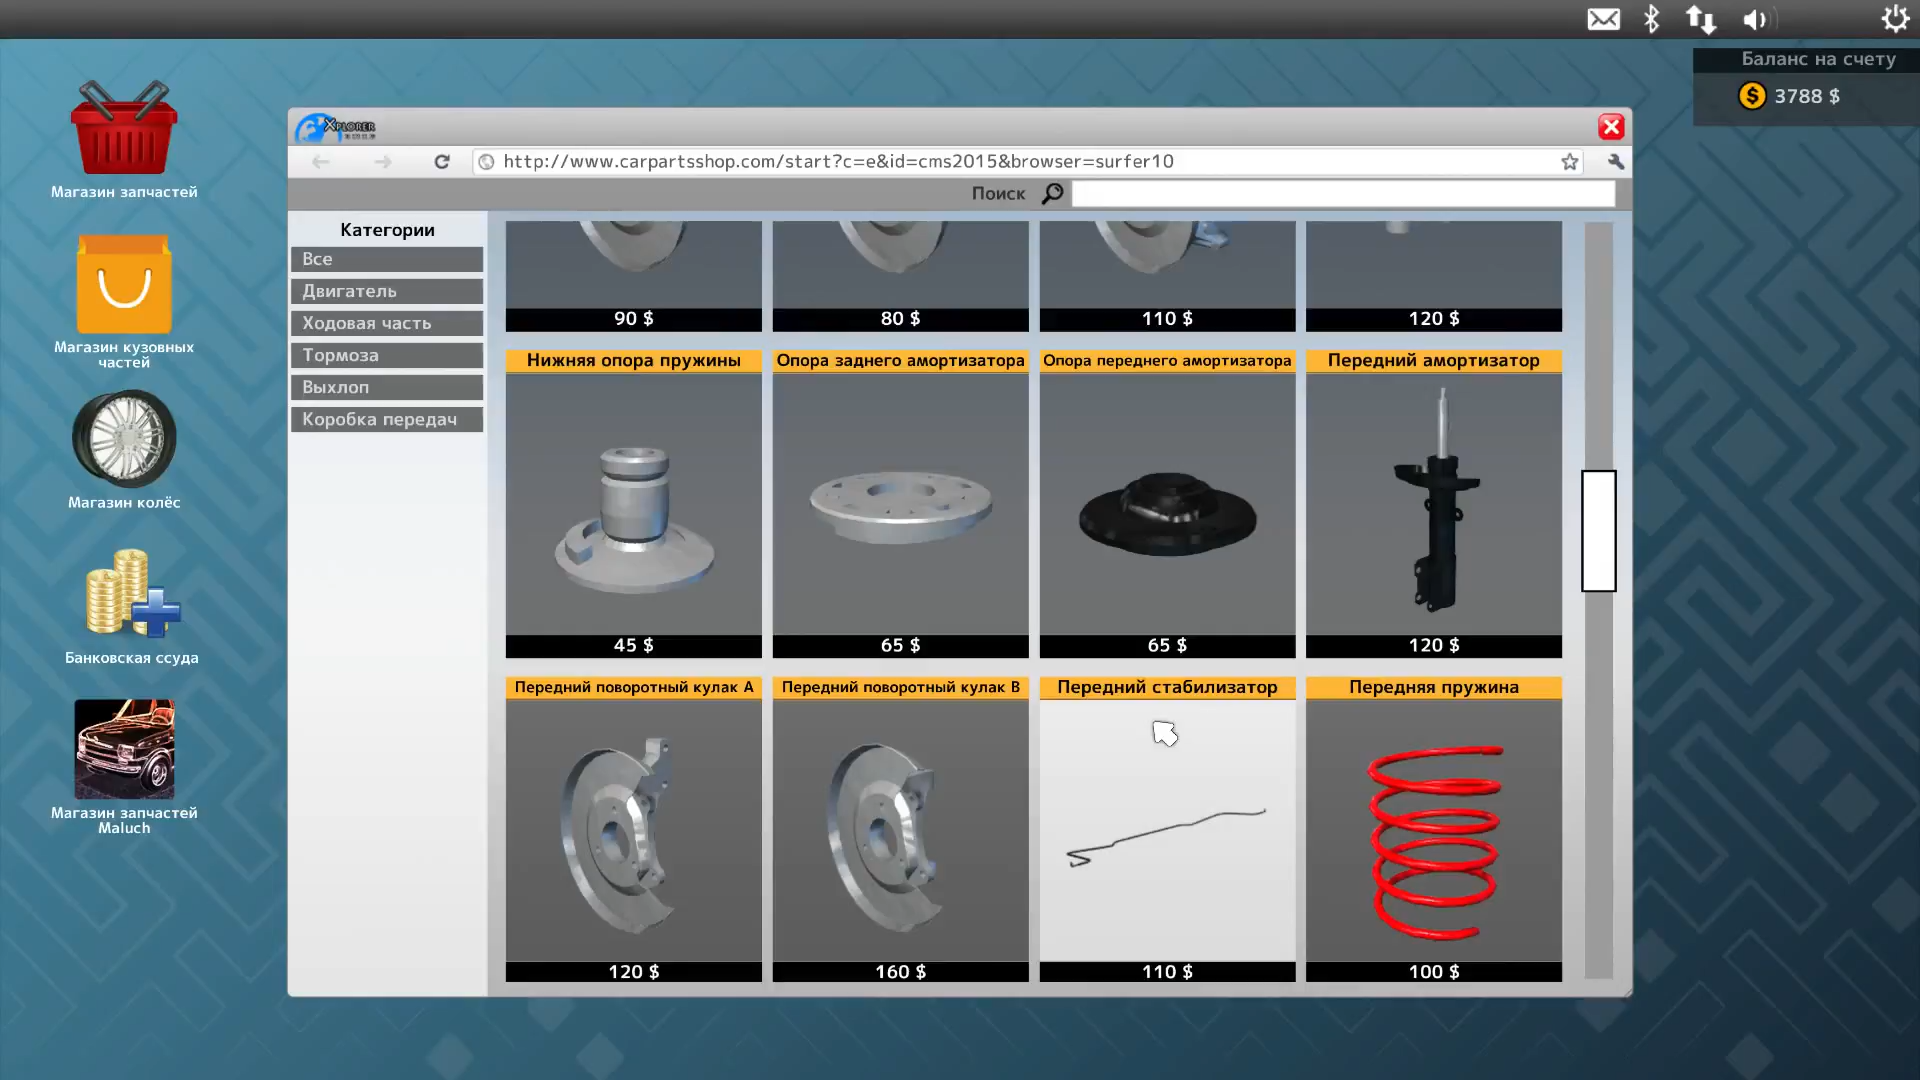 Баланс на счету
3788 $
Магазин запчастей
Магазин кузовных
частей
Магазин колёс
Банковская ссуда
Магазин запчастей
Maluch
XPLORER
http://www.carpartsshop.com/start?c=e&id=cms2015&browser=surfer10
Поиск
Категории
Все
Двигатель
Ходовая часть
Тормоза
Выхлоп
Коробка передач
90 $ 80 $ 110 $ 120 $
Нижняя опора пружины Опора заднего амортизатора Опора переднего амортизатора Передний амортизатор
45 $ 65 $ 65 $ 120 $
Передний поворотный кулак A Передний поворотный кулак B Передний стабилизатор Передняя пружина
120 $ 160 $ 110 $ 100 $